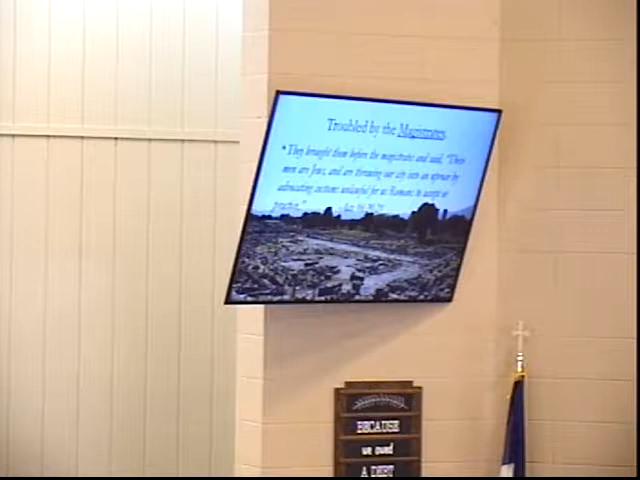 Troubled by the Magistrates
• They brought them before the magistrates and said, "These
men are Jews, and are throwing our city into an uproar by
advocating customs unlawful for us Romans to accept or
practice."
BECAUSE
we owed
A DEBT